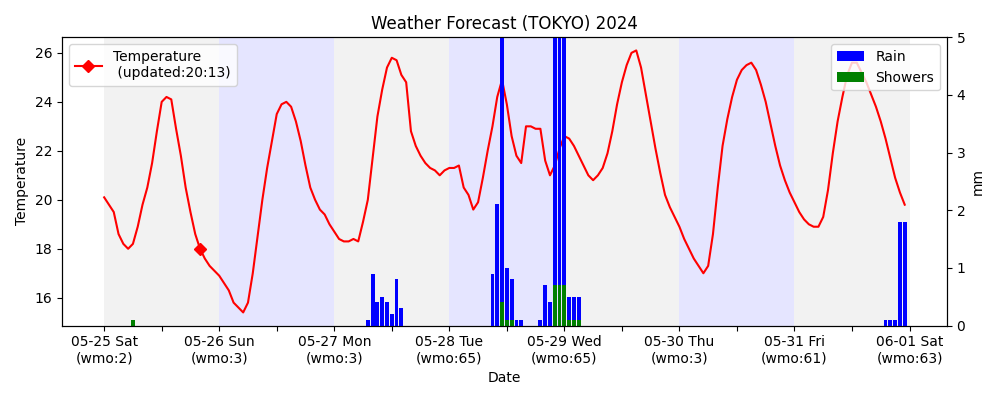 Weather Forecast (TOKYO) 2024
Temperature
(updated:20:13)
Rain
Showers
Temperature
26
24
22
20
18
16
5
4
3
2
1
0
mm
05-25 Sat
(wmo:2)
05-26 Sun
(wmo:3)
05-27 Mon
(wmo:3)
05-28 Tue
(wmo:65)
05-29 Wed
(wmo:65)
05-30 Thu
(wmo:3)
05-31 Fri
(wmo:61)
06-01 Sat
(wmo:63)
Date